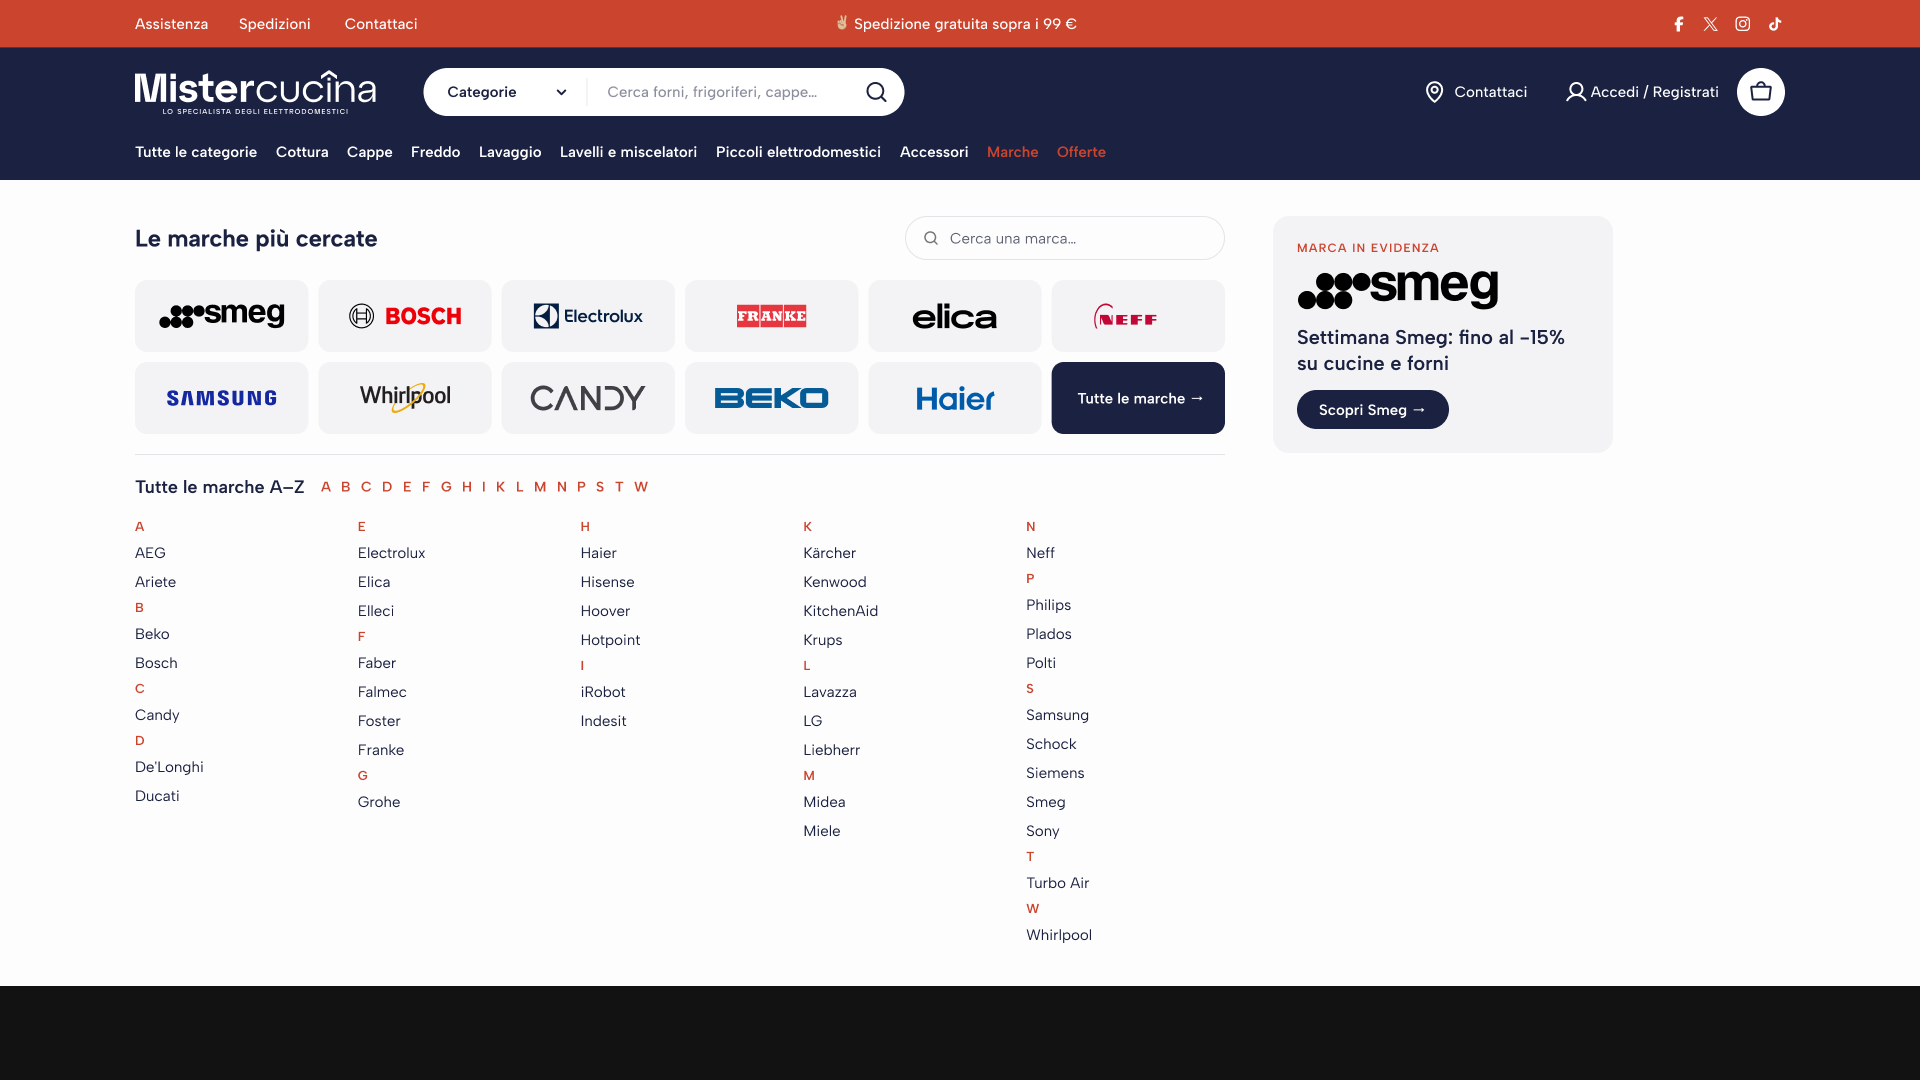 Assistenza Spedizioni Contattaci
✌🏼 Spedizione gratuita sopra i 99 €
Mistercucina
LO SPECIALISTA DEGLI ELETTRODOMESTICI
Categorie
Cerca forni, frigoriferi, cappe...
Contattaci
Accedi / Registrati
Tutte le categorie Cottura Cappe Freddo Lavaggio Lavelli e miscelatori Piccoli elettrodomestici Accessori Marche Offerte
Le marche più cercate
Cerca una marca...
smeg
BOSCH
Electrolux
FRANKE
elica
NEFF
SAMSUNG
Whirlpool
CANDY
BEKO
Haier
Tutte le marche →
MARCA IN EVIDENZA
smeg
Settimana Smeg: fino al -15%
su cucine e forni
Scopri Smeg →
Tutte le marche A–Z
A B C D E F G H I K L M N P S T W
A
AEG
Ariete
B
Beko
Bosch
C
Candy
D
De'Longhi
Ducati
E
Electrolux
Elica
Elleci
F
Faber
Falmec
Foster
Franke
G
Grohe
H
Haier
Hisense
Hoover
Hotpoint
I
iRobot
Indesit
K
Kärcher
Kenwood
KitchenAid
Krups
L
Lavazza
LG
Liebherr
M
Midea
Miele
N
Neff
P
Philips
Plados
Polti
S
Samsung
Schock
Siemens
Smeg
Sony
T
Turbo Air
W
Whirlpool